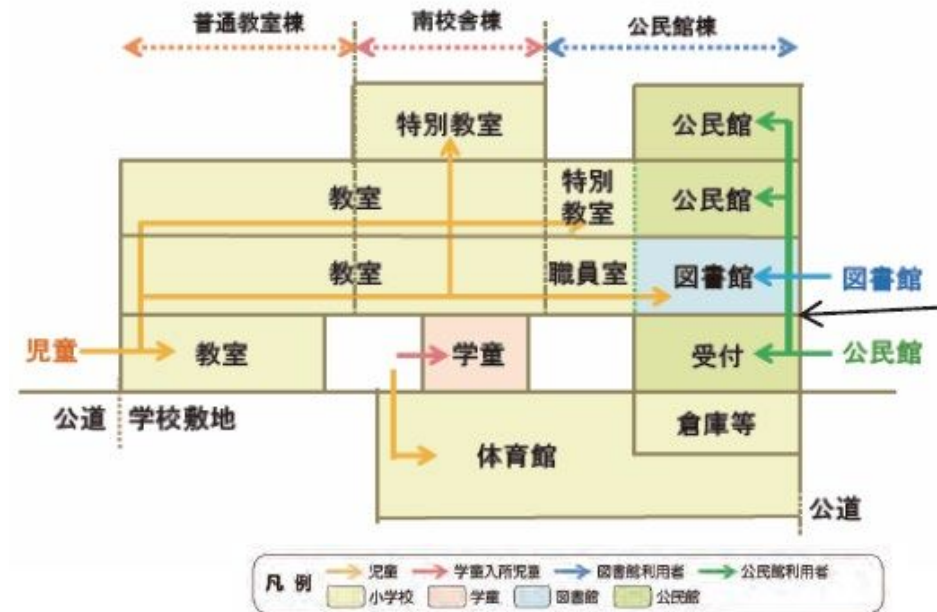 普通教室棟 南校舎棟 公民館棟
特別教室 公民館
教室 特別 公民館
教室
教室 職員室 図書館 図書館
児童 教室 学童 受付 公民館
公道 学校敷地 倉庫等
体育館
公道
凡 例 児童 学童入所児童 図書館利用者 公民館利用者
小学校 学童 図書館 公民館